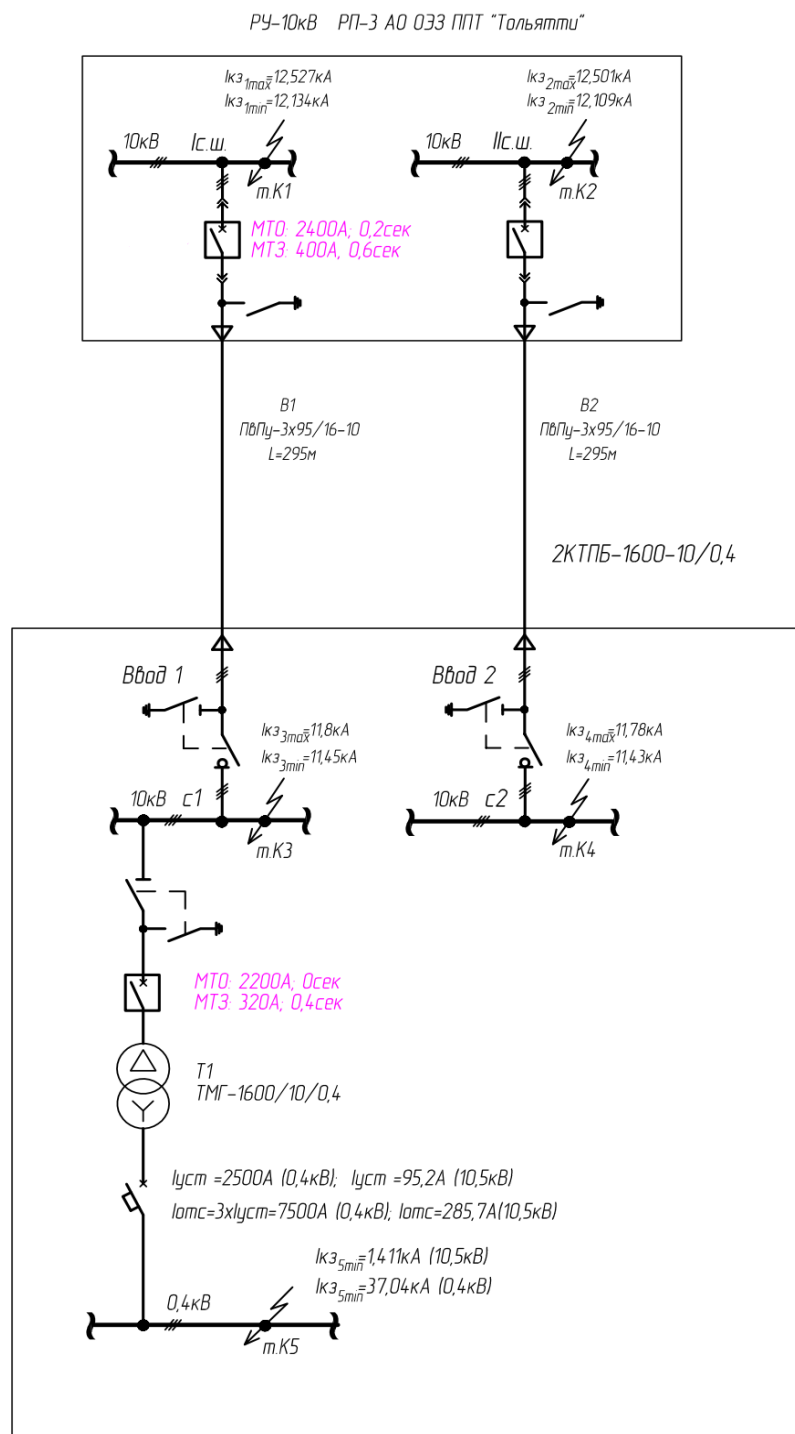 РУ-10кВ РП-3 АО ОЭЗ ППТ "Тольятти"
Iкз1max=12,527кА
Iкз1min=12,134кА
Iкз2max=12,501кА
Iкз2min=12,109кА
10кВ
Iс.ш.
10кВ
IIс.ш.
т.К1
т.К2
МТО: 2400А; 0,2сек
МТЗ: 400А, 0,6сек
В1
ПвПу-3х95/16-10
L=295м
В2
ПвПу-3х95/16-10
L=295м
2КТПБ-1600-10/0,4
Ввод 1
Ввод 2
Iкз3max=11,8кА
Iкз3min=11,45кА
Iкз4max=11,78кА
Iкз4min=11,43кА
10кВ с1
10кВ с2
т.К3
т.К4
МТО: 2200А; 0сек
МТЗ: 320А; 0,4сек
Т1
ТМГ-1600/10/0,4
Iуст =2500А (0,4кВ); Iуст =95,2А (10,5кВ)
Iотс=3хIуст=7500А (0,4кВ); Iотс=285,7А(10,5кВ)
Iкз5min=1,411кА (10,5кВ)
Iкз5min=37,04кА (0,4кВ)
0,4кВ
т.К5